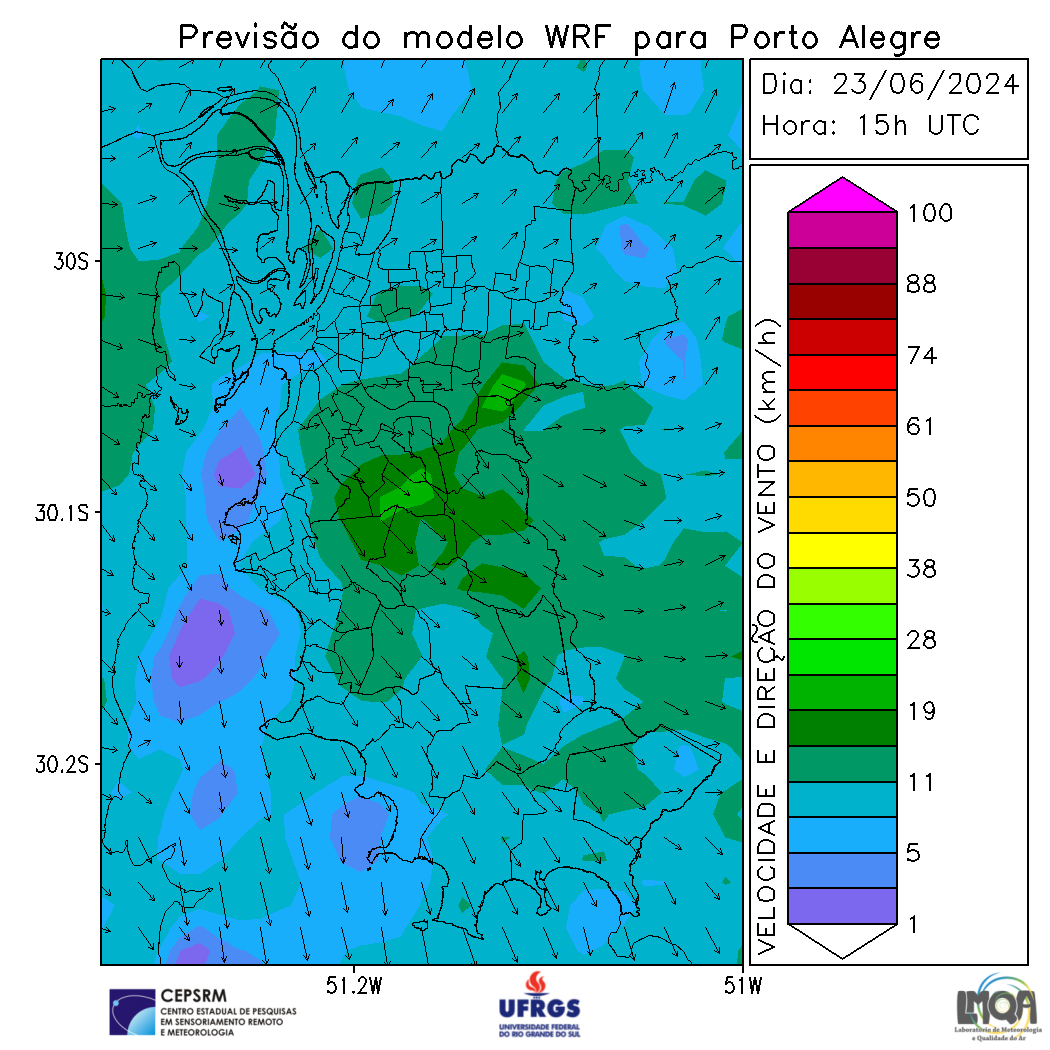 Previsão do modelo WRF para Porto Alegre
Dia: 23/06/2024
Hora: 15h UTC
30S
30.1S
30.2S
51.2W
51W
VELOCIDADE E DIREÇÃO DO VENTO (km/h)
100
88
74
61
50
38
28
19
11
5
1
CEPSRM
CENTRO ESTADUAL DE PESQUISAS
EM SENSORIAMENTO REMOTO
E METEOROLOGIA
UFRGS
UNIVERSIDADE FEDERAL
DO RIO GRANDE DO SUL
LMQA
Laboratório de Meteorologia
e Qualidade do Ar